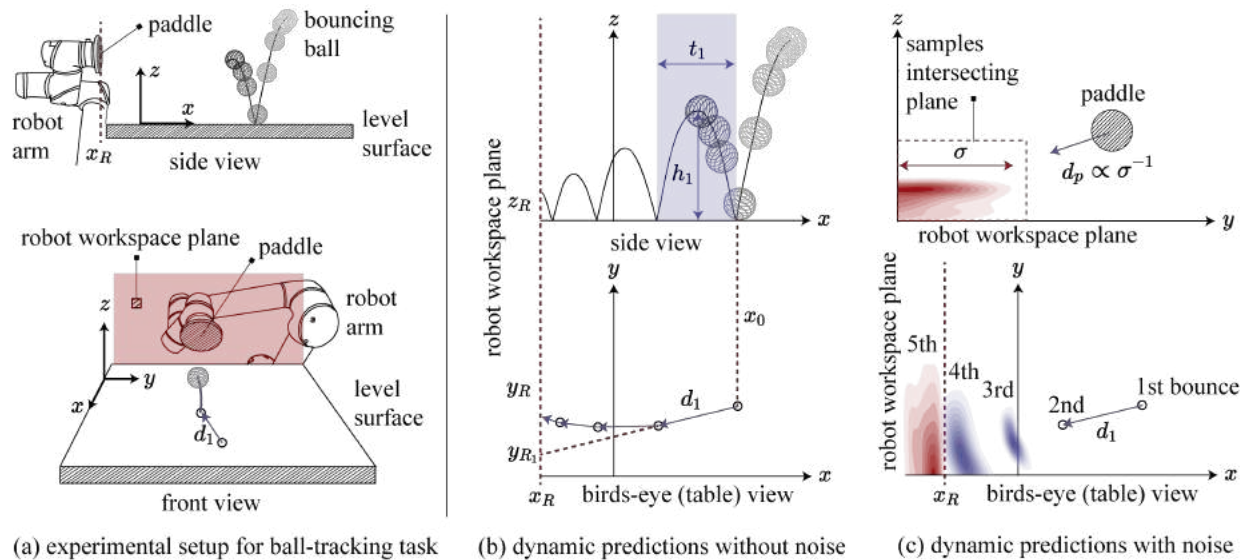 paddle
bouncing
ball
z
x
robot
arm
x_R
side view
level
surface
robot workspace plane
paddle
z
robot
arm
y
x
d_1
level
surface
front view
(a) experimental setup for ball-tracking task
z
t_1
h_1
z_R
x
side view
robot workspace plane
y
x_0
y_R
d_1
y_{R_1}
x
x_R
birds-eye (table) view
(b) dynamic predictions without noise
z
samples
intersecting
plane
paddle
σ
d_p ∝ σ^{-1}
y
robot workspace plane
robot workspace plane
y
5th
4th
3rd
2nd
1st bounce
d_1
x
x_R
birds-eye (table) view
(c) dynamic predictions with noise